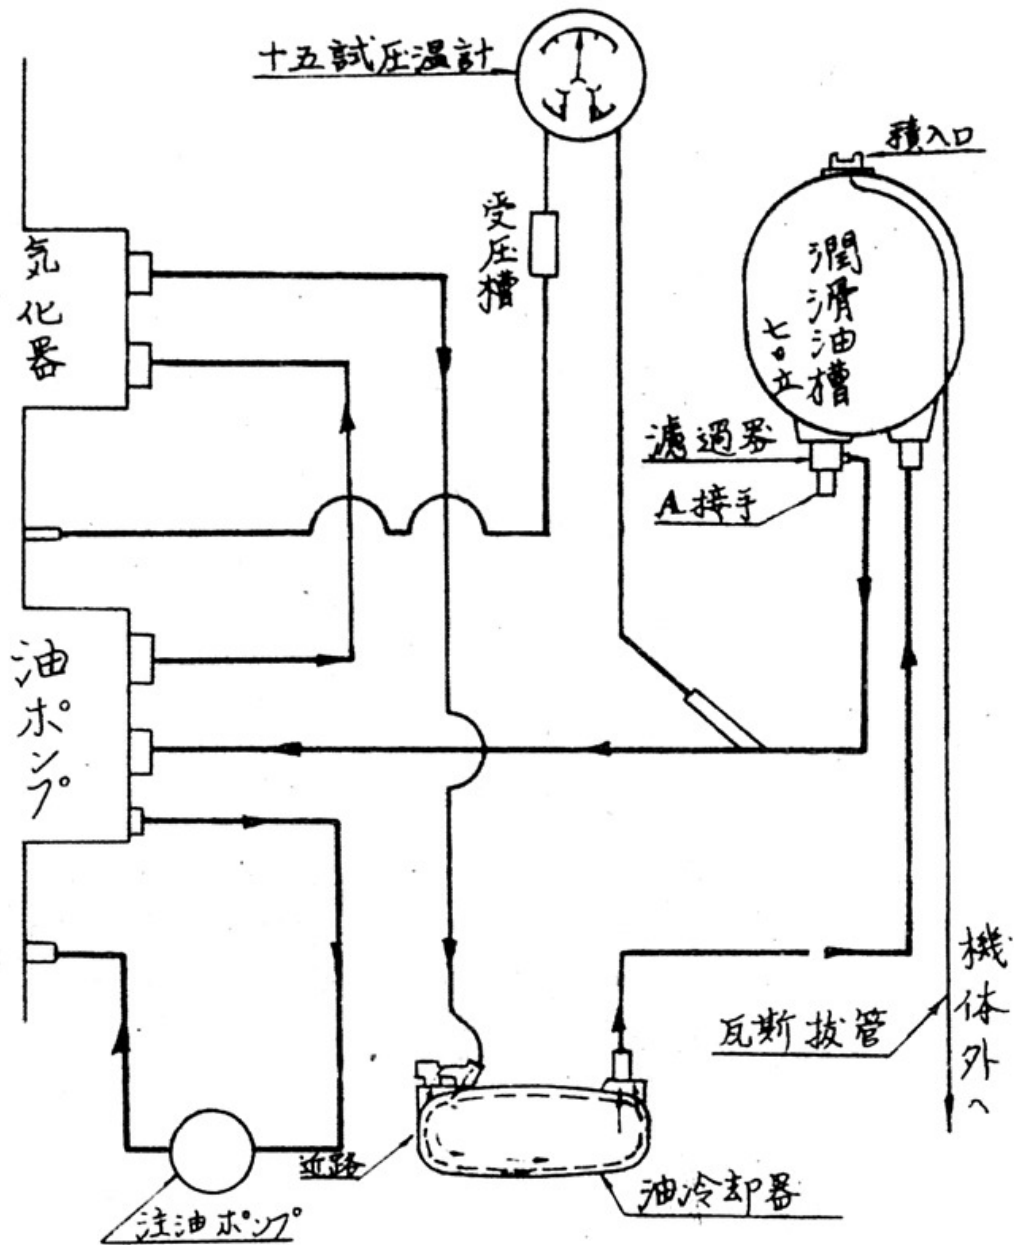 十五試圧温計
積入口
受圧槽
気化器
潤滑油槽
七〇立
濾過器
A接手
油ポンプ
機体外へ
瓦斯抜管
近路
油冷却器
注油ポンプ